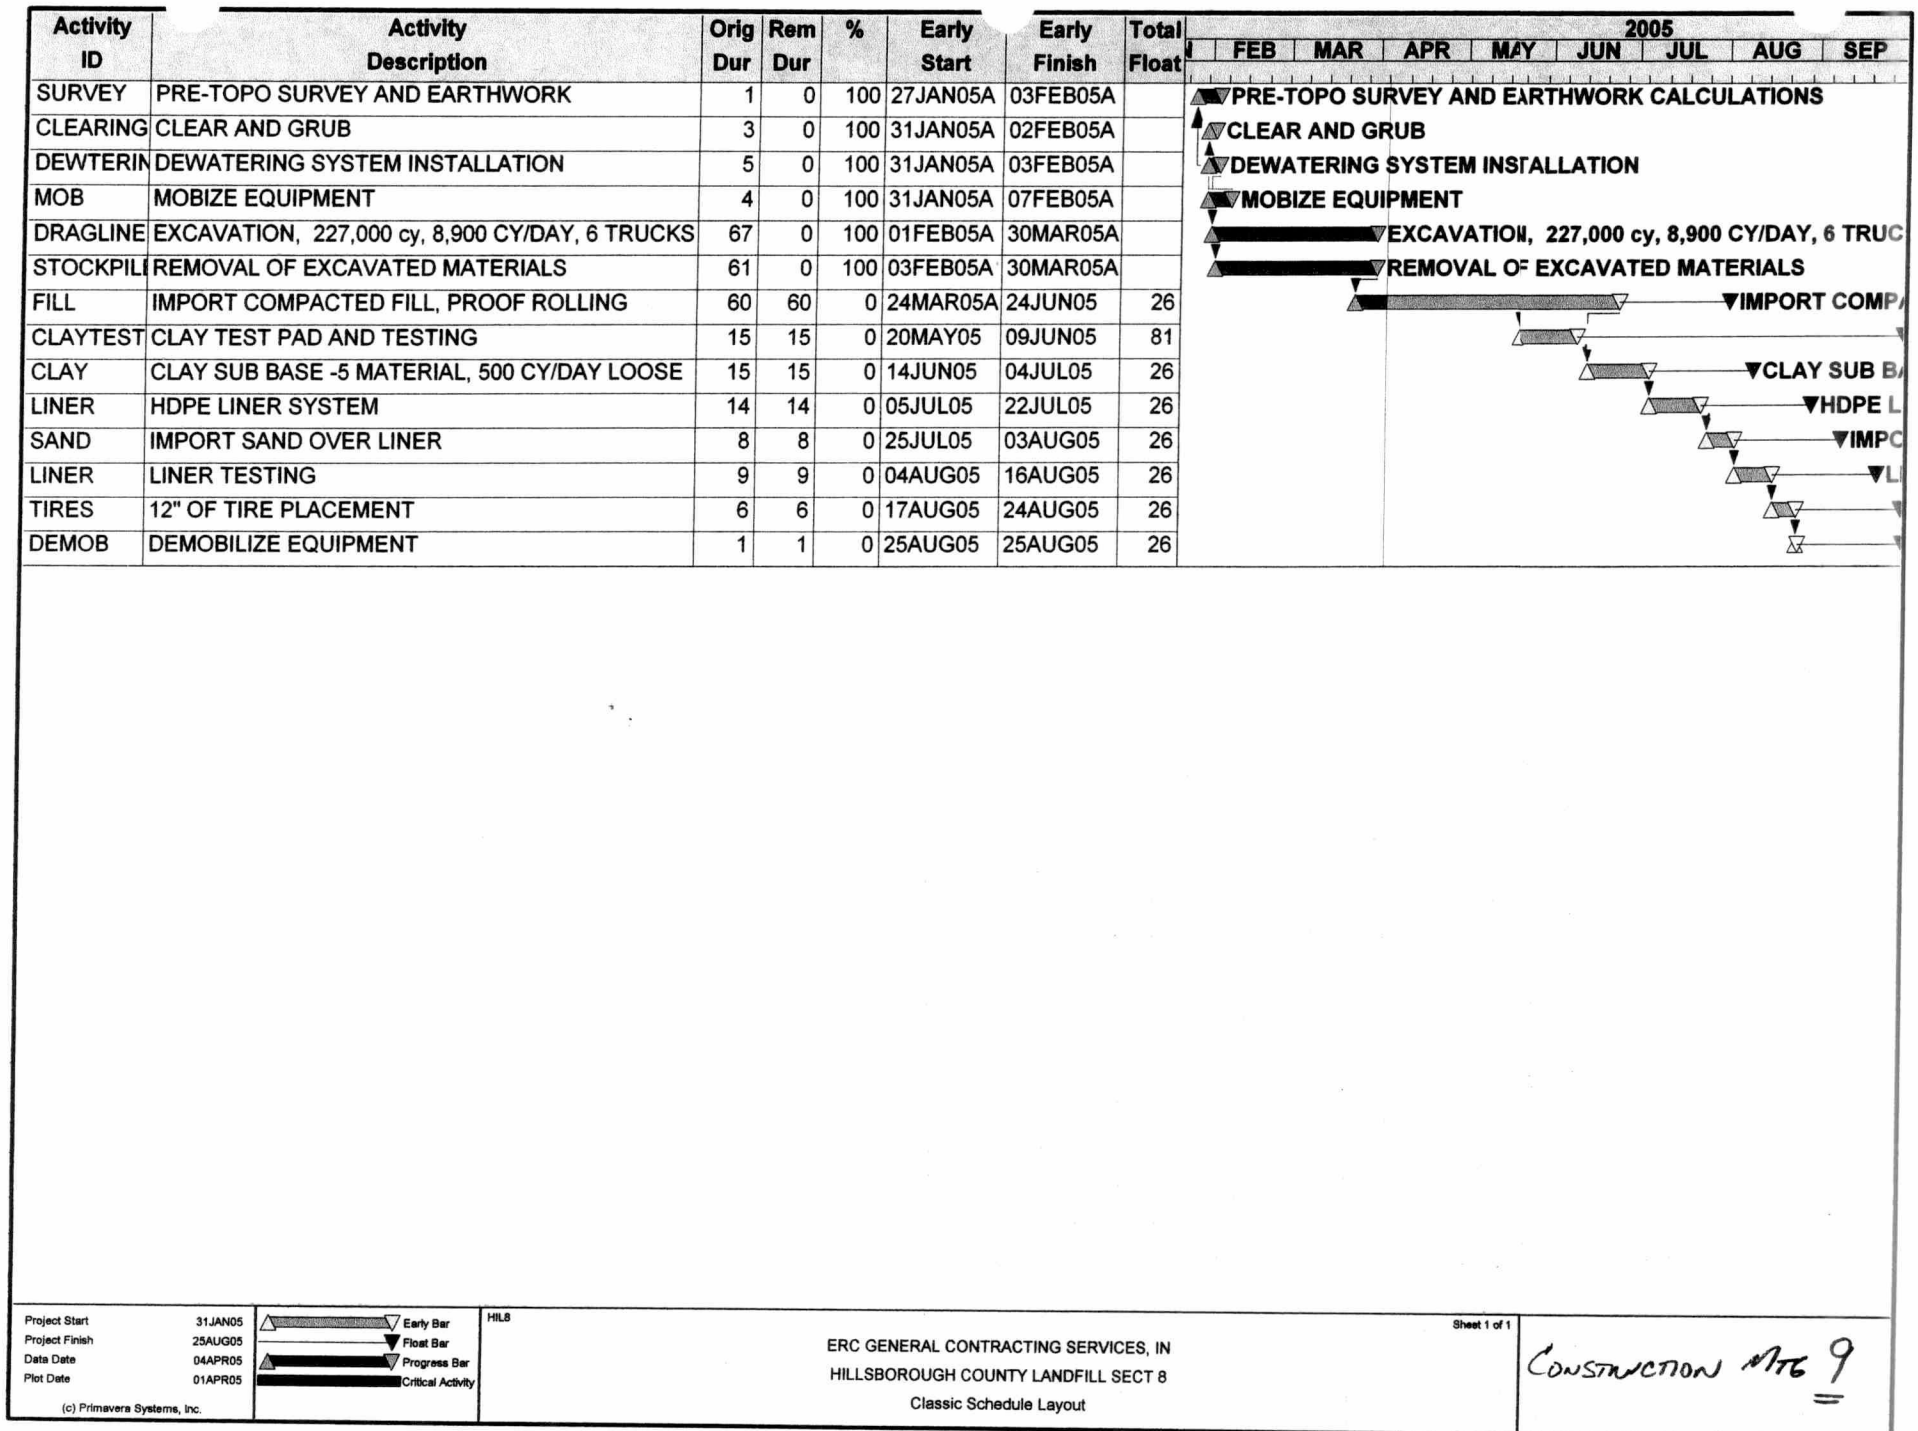 Activity ID Activity Description Orig Dur Rem Dur % Early Start Early Finish Total Float 2005
FEB MAR APR MAY JUN JUL AUG SEP
SURVEY PRE-TOPO SURVEY AND EARTHWORK 1 0 100 27JAN05A 03FEB05A PRE-TOPO SURVEY AND EARTHWORK CALCULATIONS
CLEARING CLEAR AND GRUB 3 0 100 31JAN05A 02FEB05A CLEAR AND GRUB
DEWTERIN DEWATERING SYSTEM INSTALLATION 5 0 100 31JAN05A 03FEB05A DEWATERING SYSTEM INSTALLATION
MOB MOBIZE EQUIPMENT 4 0 100 31JAN05A 07FEB05A MOBIZE EQUIPMENT
DRAGLINE EXCAVATION, 227,000 cy, 8,900 CY/DAY, 6 TRUCKS 67 0 100 01FEB05A 30MAR05A EXCAVATION, 227,000 cy, 8,900 CY/DAY, 6 TRUC
STOCKPIL REMOVAL OF EXCAVATED MATERIALS 61 0 100 03FEB05A 30MAR05A REMOVAL OF EXCAVATED MATERIALS
FILL IMPORT COMPACTED FILL, PROOF ROLLING 60 60 0 24MAR05A 24JUN05 26 IMPORT COMPA
CLAYTEST CLAY TEST PAD AND TESTING 15 15 0 20MAY05 09JUN05 81
CLAY CLAY SUB BASE -5 MATERIAL, 500 CY/DAY LOOSE 15 15 0 14JUN05 04JUL05 26 CLAY SUB BA
LINER HDPE LINER SYSTEM 14 14 0 05JUL05 22JUL05 26 HDPE L
SAND IMPORT SAND OVER LINER 8 8 0 25JUL05 03AUG05 26 IMPO
LINER LINER TESTING 9 9 0 04AUG05 16AUG05 26 LI
TIRES 12" OF TIRE PLACEMENT 6 6 0 17AUG05 24AUG05 26
DEMOB DEMOBILIZE EQUIPMENT 1 1 0 25AUG05 25AUG05 26
Project Start 31JAN05
Project Finish 25AUG05
Data Date 04APR05
Plot Date 01APR05
(c) Primavera Systems, Inc.
Early Bar
Float Bar
Progress Bar
Critical Activity
HIL8
Sheet 1 of 1
ERC GENERAL CONTRACTING SERVICES, IN
HILLSBOROUGH COUNTY LANDFILL SECT 8
Classic Schedule Layout
CONSTRUCTION MTG 9